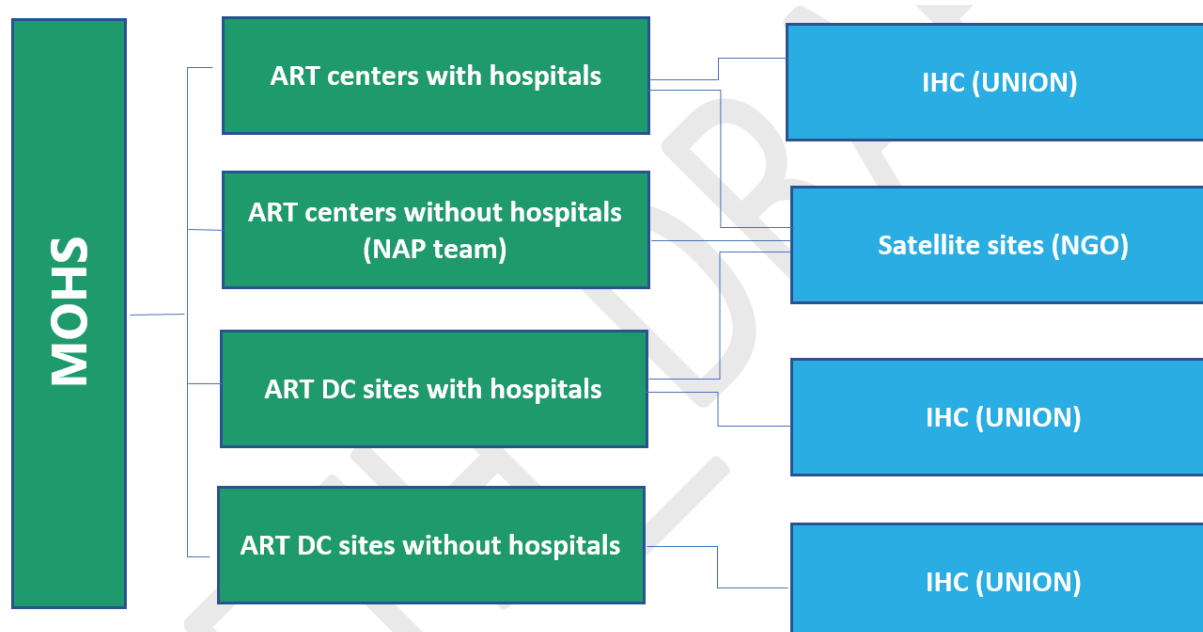 MOHS
ART centers with hospitals
IHC (UNION)
ART centers without hospitals
(NAP team)
Satellite sites (NGO)
ART DC sites with hospitals
IHC (UNION)
ART DC sites without hospitals
IHC (UNION)